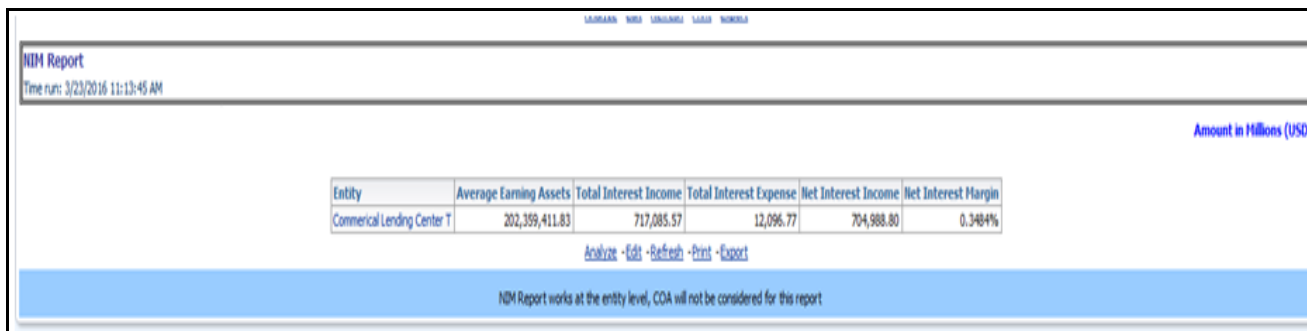 NIM Report
Time run: 3/23/2016 11:13:45 AM
Amount in Millions (USD
Entity Average Earning Assets Total Interest Income Total Interest Expense Net Interest Income Net Interest Margin
Commerical Lending Center T 202,359,411.83 717,085.57 12,096.77 704,988.80 0.3484%
Analyze - Edit - Refresh - Print - Export
NIM Report works at the entity level, COA will not be considered for this report